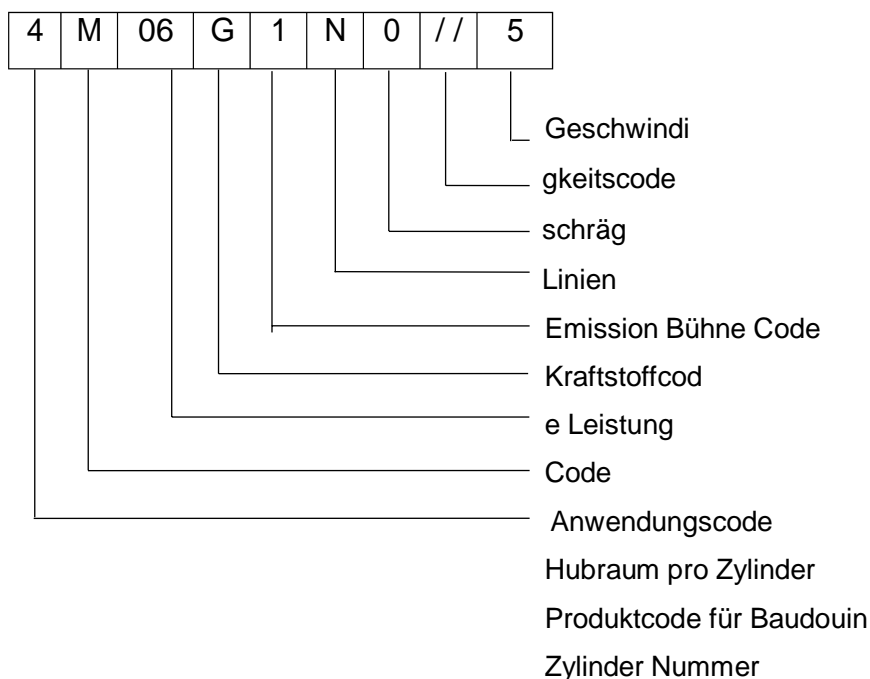 4 M 06 G 1 N 0 // 5
Geschwindi
gkeitscode
schräg
Linien
Emission Bühne Code
Kraftstoffcod
e Leistung
Code
Anwendungscode
Hubraum pro Zylinder
Produktcode für Baudouin
Zylinder Nummer